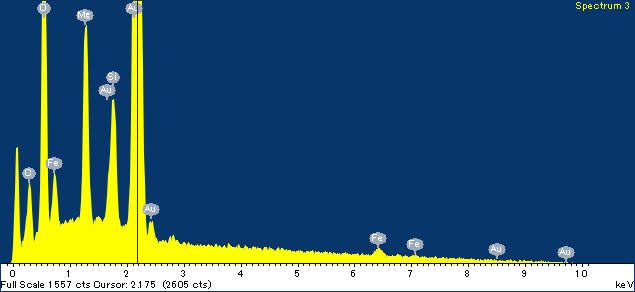 Spectrum 3
O Mg Au
Si
Au
O Fe
Au
Fe Fe Au Au
0 1 2 3 4 5 6 7 8 9 10
Full Scale 1557 cts Cursor: 2.175 (2605 cts) keV